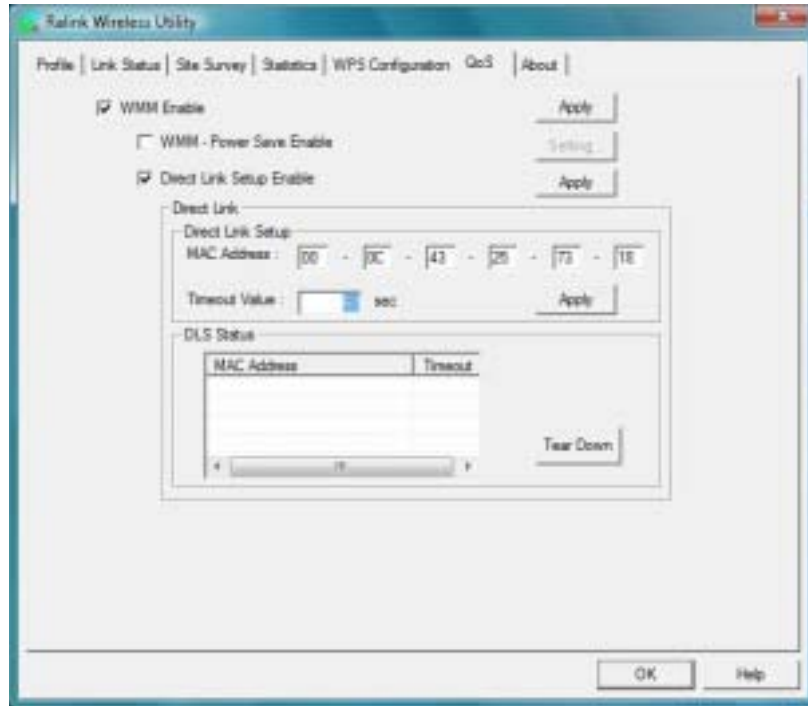 Ralink Wireless Utility
Profile | Link Status | Site Survey | Statistics | WPS Configuration QoS | About |
WMM Enable Apply
WMM - Power Save Enable Setting...
Direct Link Setup Enable Apply
Direct Link
Direct Link Setup
MAC Address : 00 - 0C - 43 - - 73 -
Timeout Value : sec Apply
DLS Status
MAC Address Timeout
Tear Down
OK Help